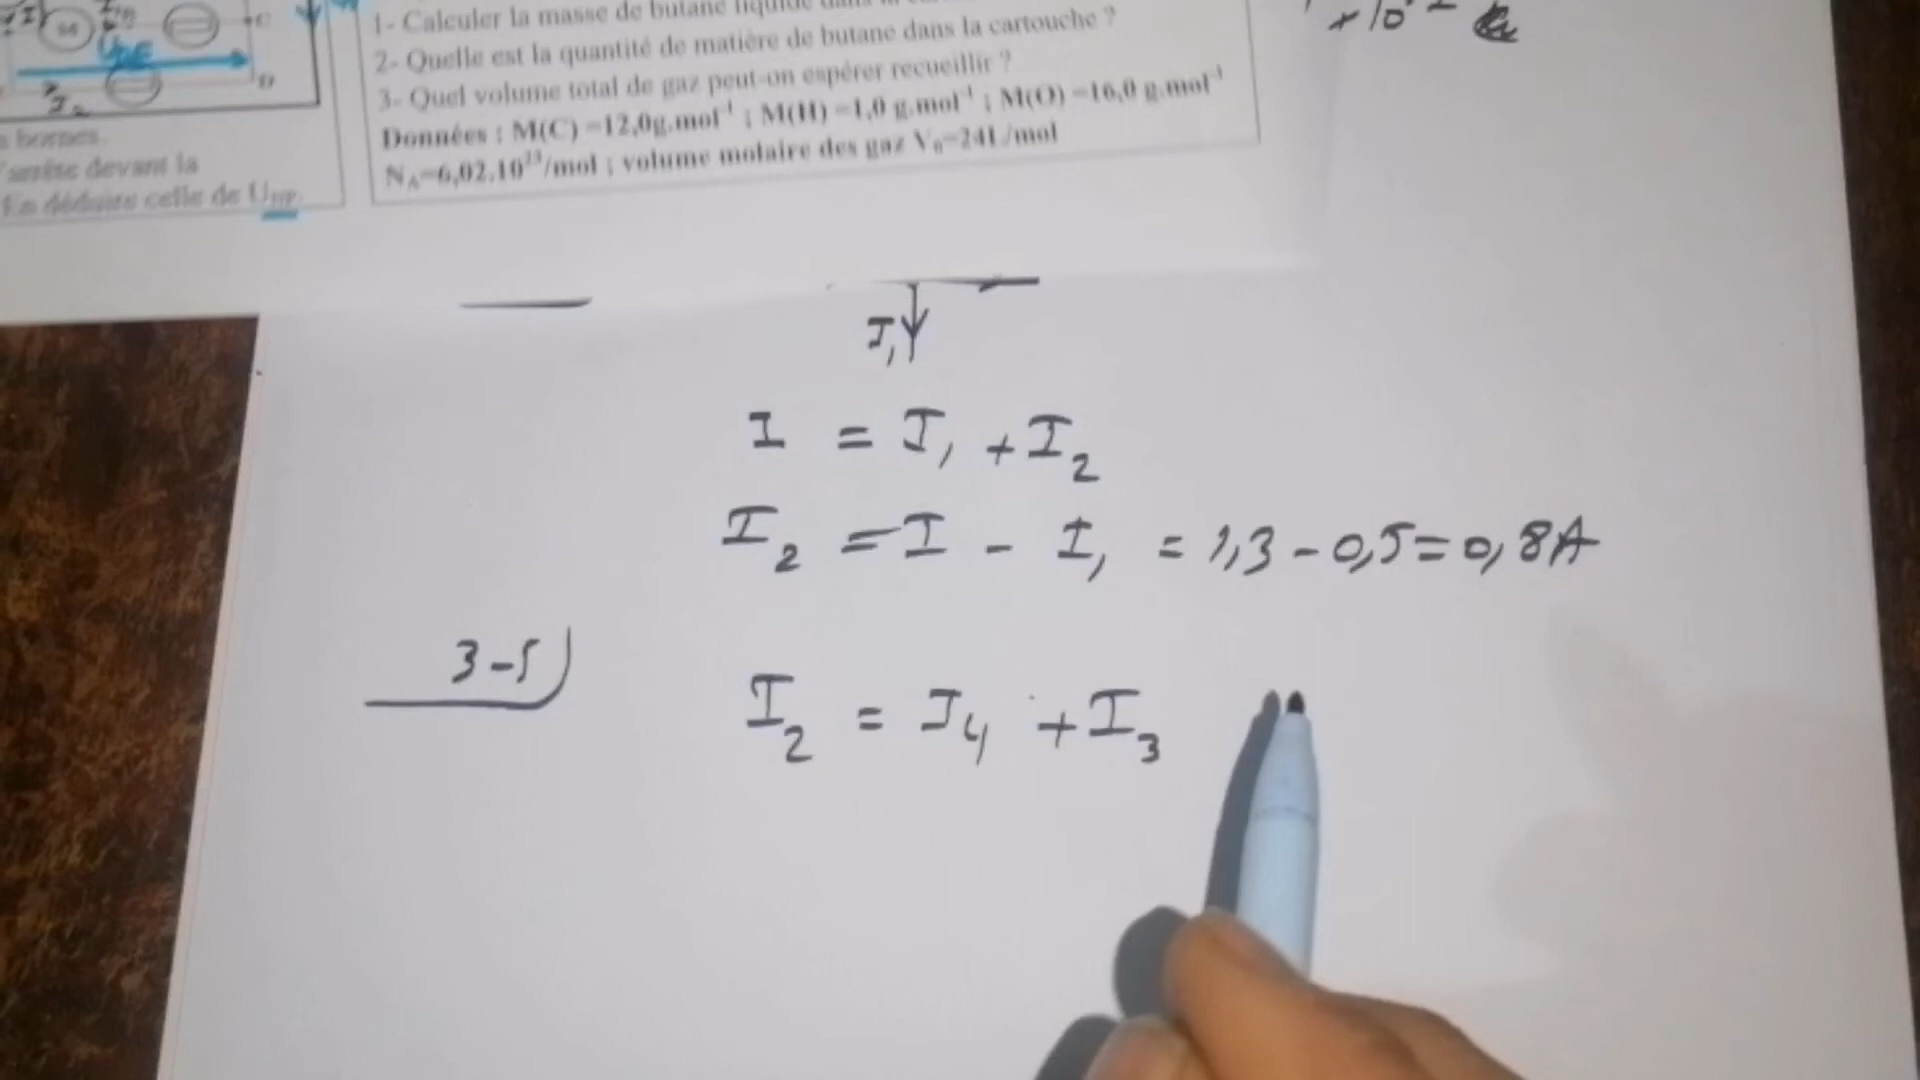 1- Calculer la masse de butane liquide dans la
2- Quelle est la quantité de matière de butane dans la cartouche ?
3- Quel volume total de gaz peut-on espérer recueillir ?
Données : M(C) =12,0g.mol⁻¹ ; M(H) =1,0 g.mol⁻¹ ; M(O) =16,0 g.mol⁻¹
N_A=6,02.10²³/mol ; volume molaire des gaz V₀=24L/mol
bornes.
arrête devant la
En déduire celle de U
I₁
I = I₁ + I₂
I₂ = I - I₁ = 1,3 - 0,5 = 0,8A
3-5)
I₂ = I₄ + I₃